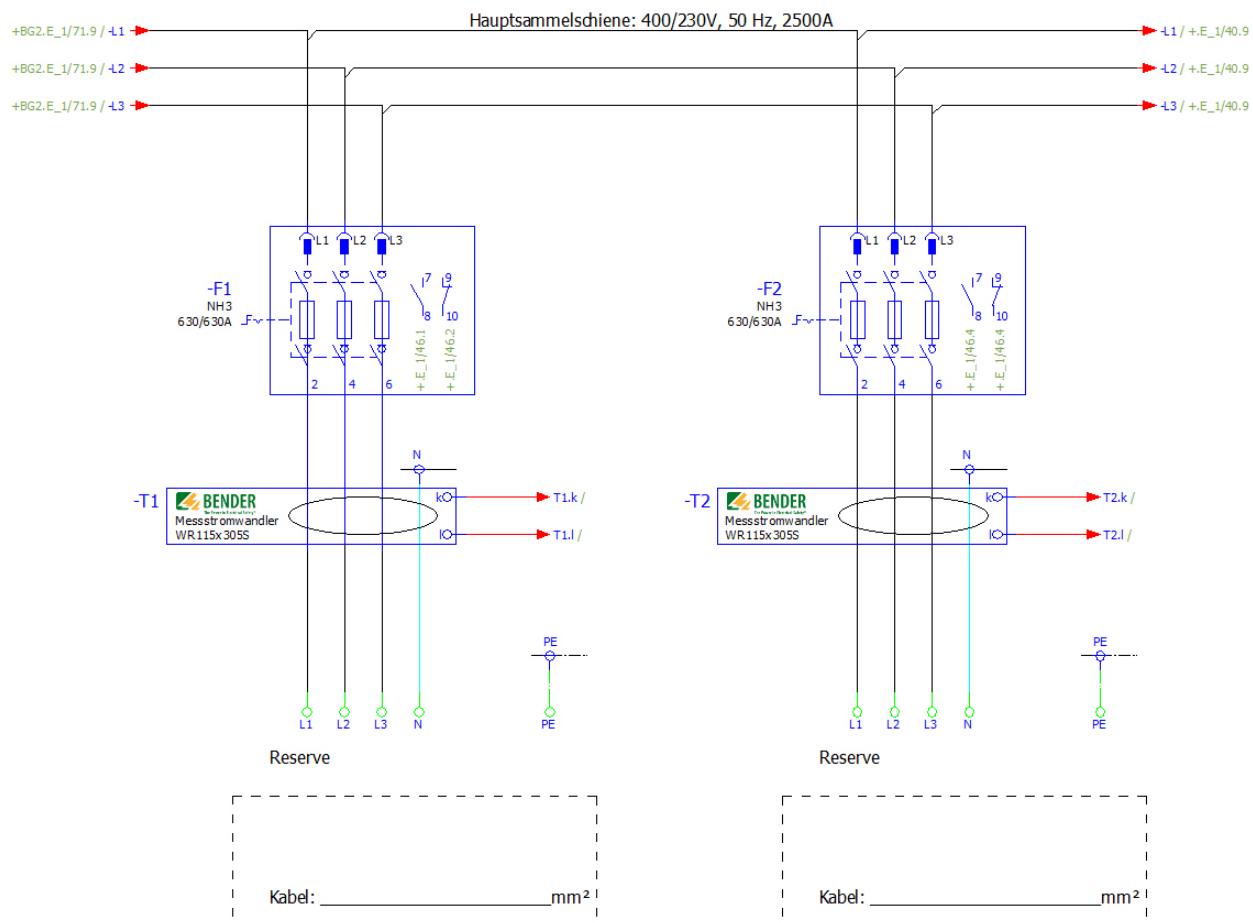 Hauptsammelschiene: 400/230V, 50 Hz, 2500A
+BG2.E_1/71.9 / -L1
-L1 / +.E_1/40.9
+BG2.E_1/71.9 / -L2
-L2 / +.E_1/40.9
+BG2.E_1/71.9 / -L3
-L3 / +.E_1/40.9
L1 L2 L3
-F1
NH3
630/630A
7 9
8 10
+.E_1/46.1
+.E_1/46.2
2 4 6
L1 L2 L3
-F2
NH3
630/630A
7 9
8 10
+.E_1/46.4
+.E_1/46.4
2 4 6
N
-T1
BENDER
Messstromwandler
WR115x305S
k
l
T1.k /
T1.l /
N
-T2
BENDER
Messstromwandler
WR115x305S
k
l
T2.k /
T2.l /
PE
L1 L2 L3 N PE
PE
L1 L2 L3 N PE
Reserve
Reserve
Kabel: ____________________mm²
Kabel: ____________________mm²